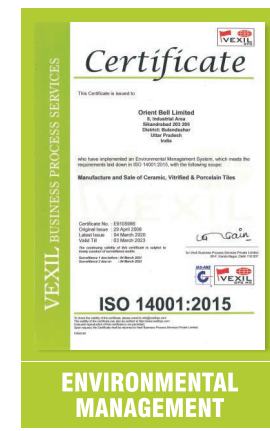 VEXIL BUSINESS PROCESS SERVICES
VEXIL
Certificate
This Certificate is issued to
Orient Bell Limited
8, Industrial Area
Sikandrabad 203 205
District: Bulandsahar
Uttar Pradesh
India
who have implemented an Environmental Management System, which meets the
requirements laid down in ISO 14001:2015, with the following scope:
Manufacture and Sale of Ceramic, Vitrified & Porcelain Tiles
Certificate No.
Original Issue : 29 April 2006
Latest Issue : 04 March 2020
Valid Till : 03 March 2023
The continuing validity of this certificate is subject to
timely conduct of surveillance audits.
VEXIL
ISO 14001:2015
ENVIRONMENTAL
MANAGEMENT